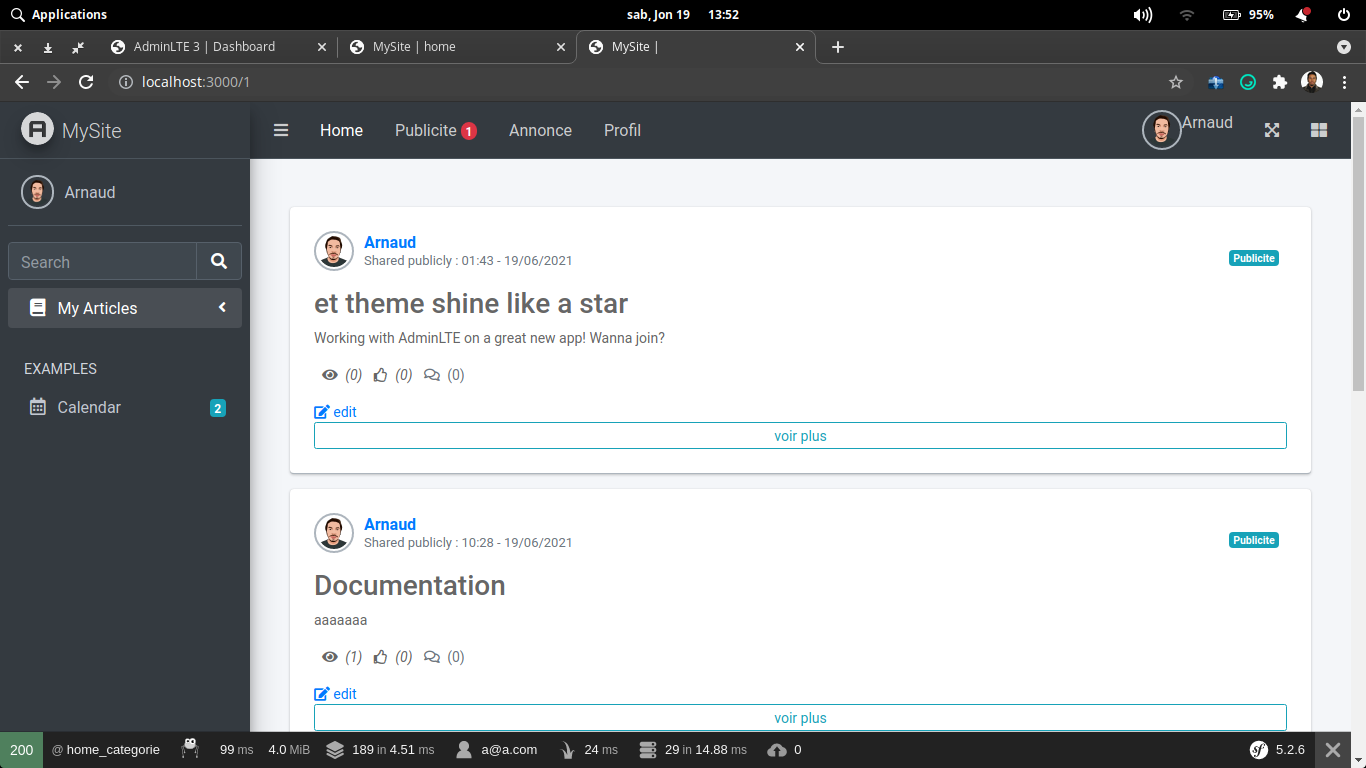 Applications sab, Jon 19 13:52 95%
AdminLTE 3 | Dashboard MySite | home MySite |
localhost:3000/1
MySite Home Publicite 1 Annonce Profil Arnaud
Arnaud
Search
My Articles
EXAMPLES
Calendar 2
Arnaud
Shared publicly : 01:43 - 19/06/2021
Publicite
et theme shine like a star
Working with AdminLTE on a great new app! Wanna join?
(0) (0) (0)
edit
voir plus
Arnaud
Shared publicly : 10:28 - 19/06/2021
Publicite
Documentation
aaaaaaa
(1) (0) (0)
edit
voir plus
200 @ home_categorie 99 ms 4.0 MiB 189 in 4.51 ms a@a.com 24 ms 29 in 14.88 ms 0 sf 5.2.6